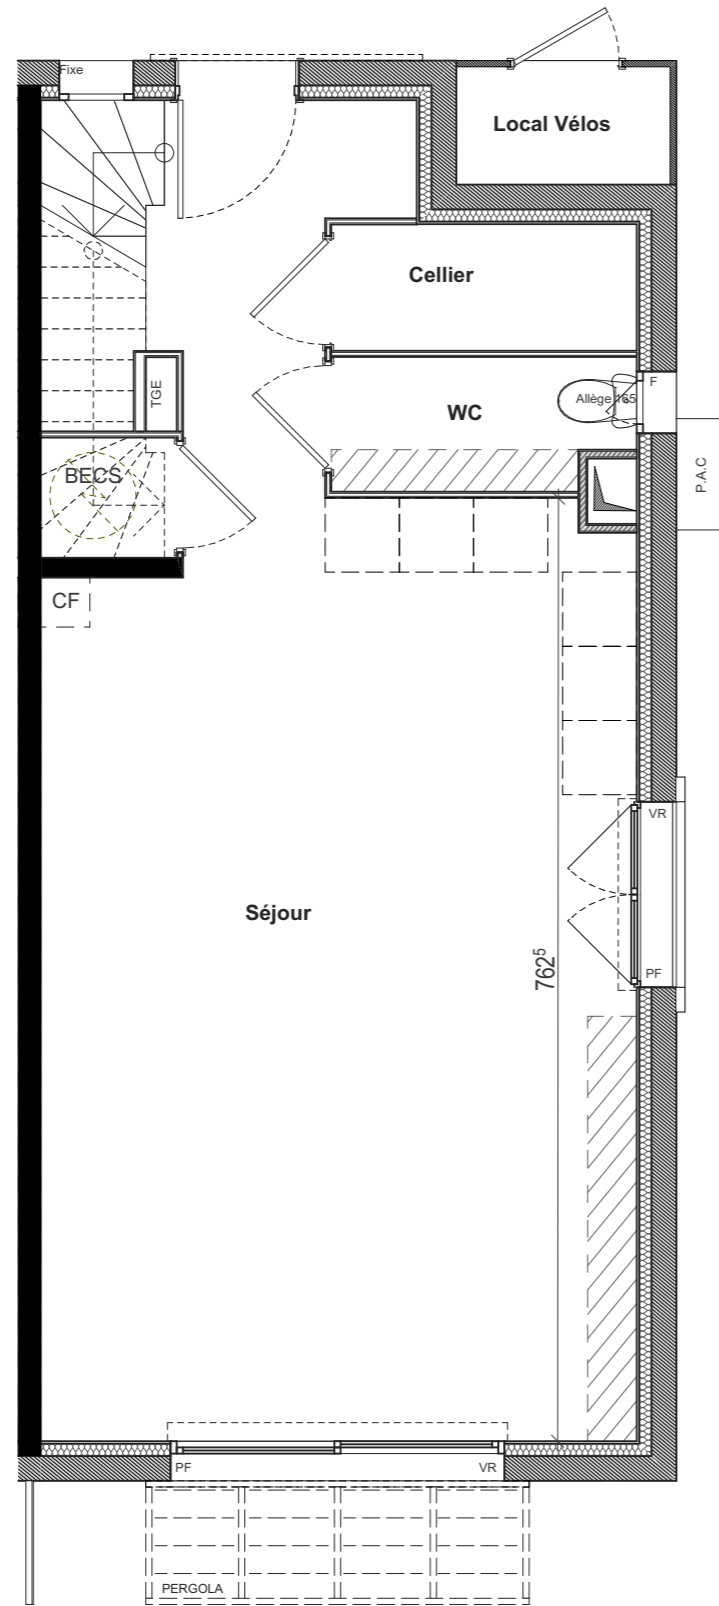 Fixe
Local Vélos
Cellier
TGE
WC
Allège 165
F
P.A.C
BECS
CF
VR
Séjour
762⁵
PF
PF
VR
PERGOLA